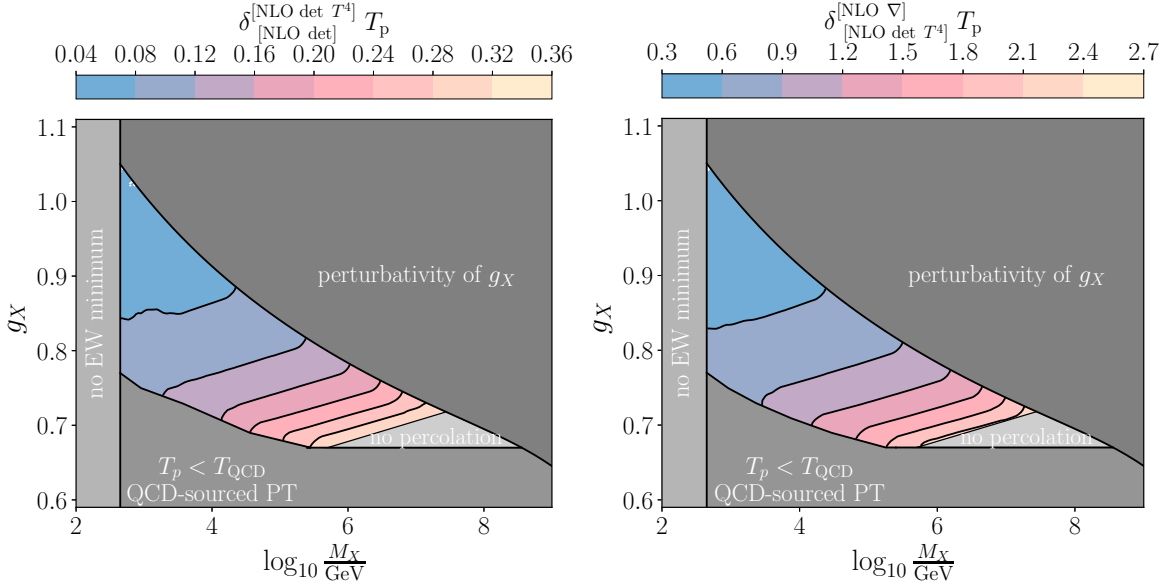 δ^[NLO det T⁴]_[NLO det] T_p
0.04 0.08 0.12 0.16 0.20 0.24 0.28 0.32 0.36
1.1
1.0
0.9
0.8
0.7
0.6
g_X
no EW minimum
perturbativity of g_X
no percolation
T_p < T_QCD
QCD-sourced PT
2 4 6 8
log₁₀ M_X/GeV
δ^[NLO ∇]_[NLO det T⁴] T_p
0.3 0.6 0.9 1.2 1.5 1.8 2.1 2.4 2.7
1.1
1.0
0.9
0.8
0.7
0.6
g_X
no EW minimum
perturbativity of g_X
no percolation
T_p < T_QCD
QCD-sourced PT
2 4 6 8
log₁₀ M_X/GeV